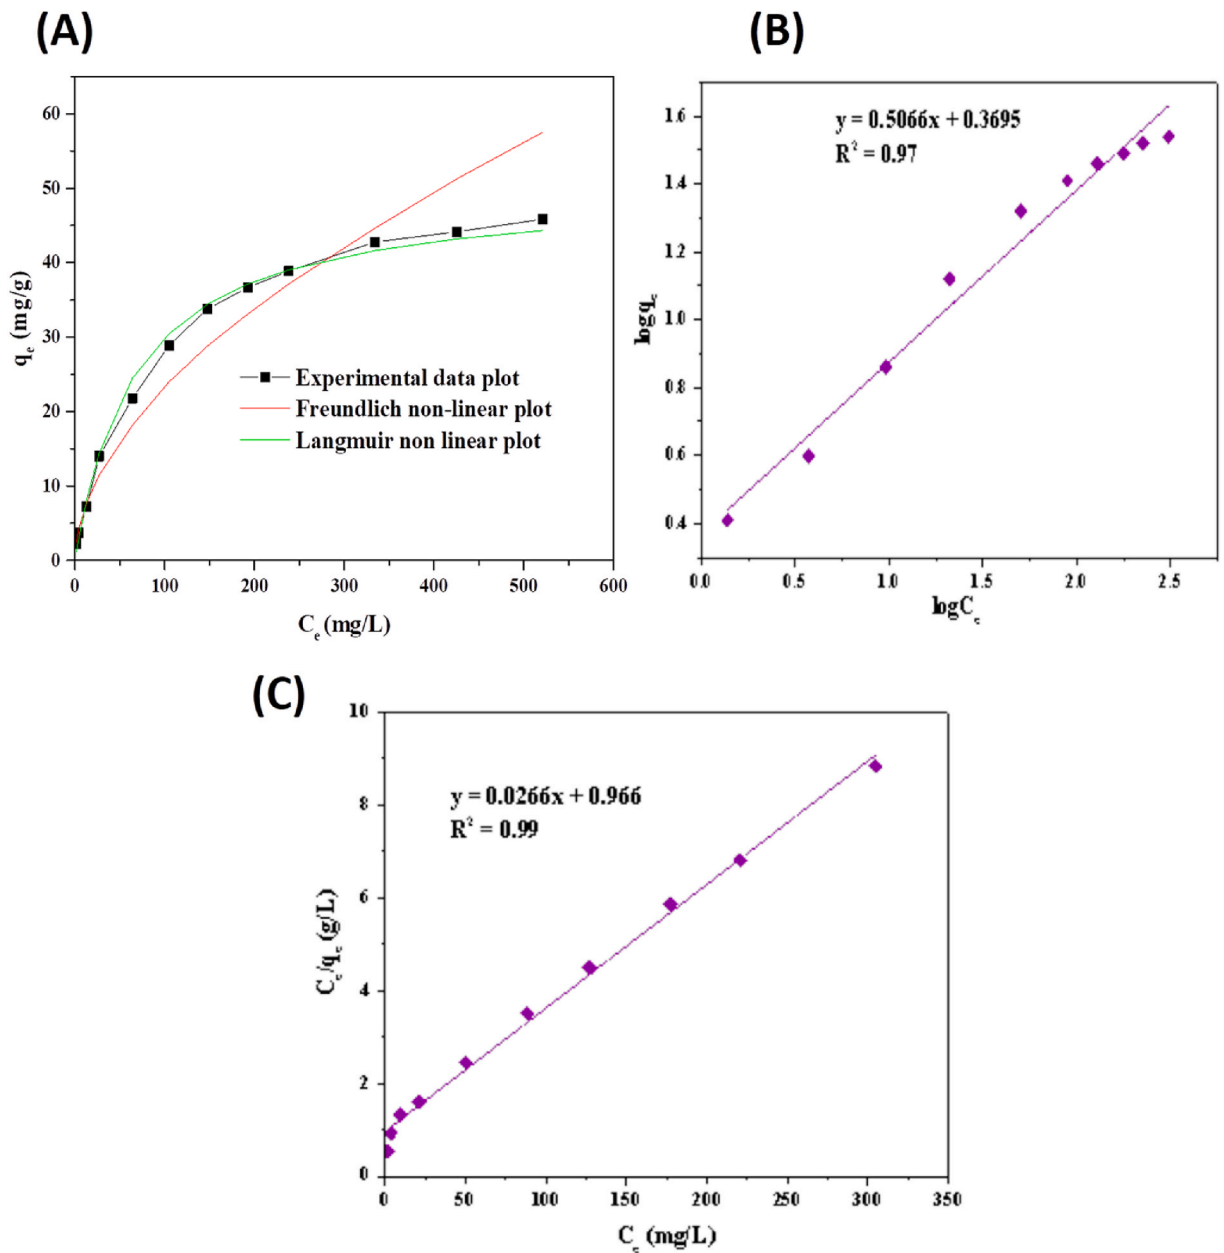 (A)
60
50
40
30
20
10
0
qe (mg/g)
Experimental data plot
Freundlich non-linear plot
Langmuir non linear plot
0 100 200 300 400 500 600
Ce (mg/L)
(B)
1.6
1.4
1.2
1.0
0.8
0.6
0.4
logqe
y = 0.5066x + 0.3695
R² = 0.97
0.0 0.5 1.0 1.5 2.0 2.5
logCe
(C)
10
8
6
4
2
0
Ce/qe (g/L)
y = 0.0266x + 0.966
R² = 0.99
0 50 100 150 200 250 300 350
Ce (mg/L)